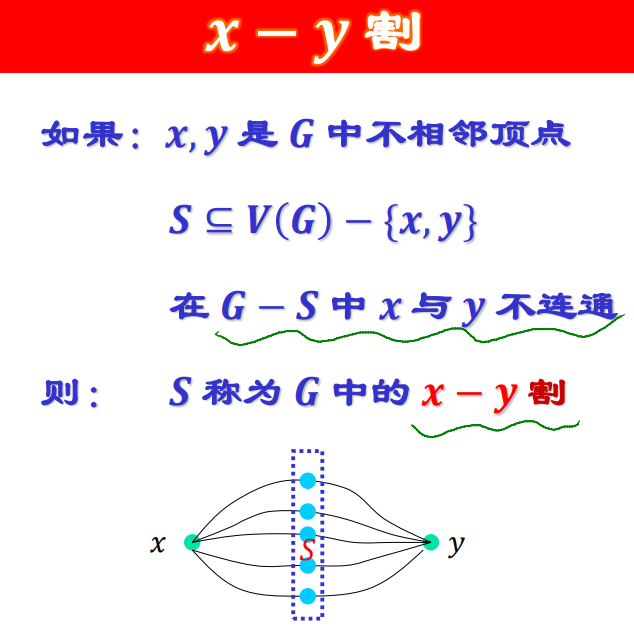 x − y 割
如果：x, y 是 G 中不相邻顶点
S ⊆ V(G) − {x, y}
在 G − S 中 x 与 y 不连通
则： S 称为 G 中的 x − y 割
x S y